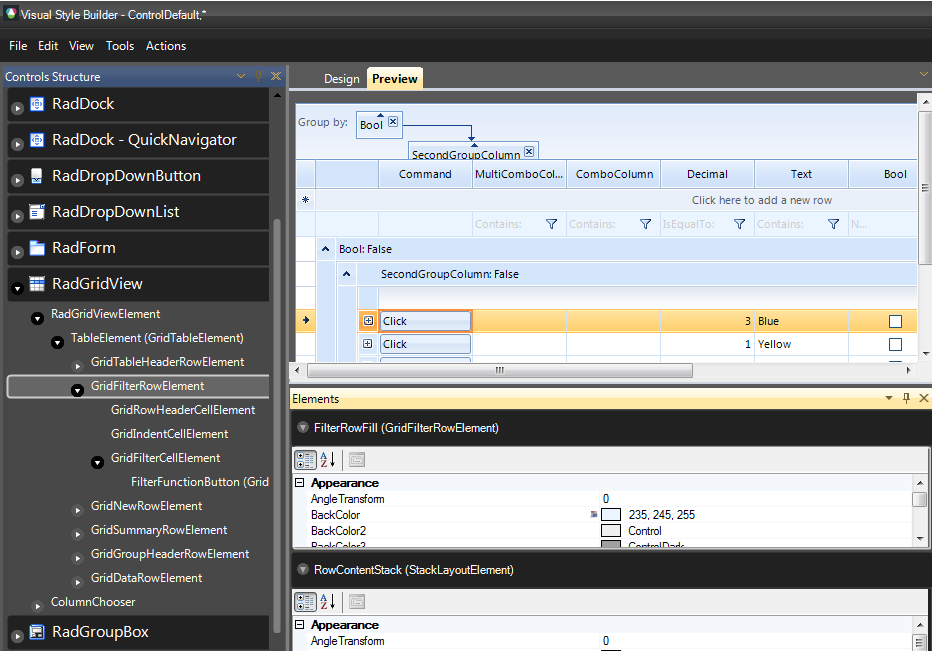 Visual Style Builder - ControlDefault,*
File Edit View Tools Actions
Controls Structure
RadDock
RadDock - QuickNavigator
RadDropDownButton
RadDropDownList
RadForm
RadGridView
RadGridViewElement
TableElement (GridTableElement)
GridTableHeaderRowElement
GridFilterRowElement
GridRowHeaderCellElement
GridIndentCellElement
GridFilterCellElement
FilterFunctionButton (Grid
GridNewRowElement
GridSummaryRowElement
GridGroupHeaderRowElement
GridDataRowElement
ColumnChooser
RadGroupBox
Design Preview
Group by: Bool
SecondGroupColumn
Command MultiComboCol... ComboColumn Decimal Text Bool
Click here to add a new row
Contains: Contains: IsEqualTo: Contains: N...
Bool: False
SecondGroupColumn: False
Click 3 Blue
Click 1 Yellow
Elements
FilterRowFill (GridFilterRowElement)
Appearance
AngleTransform 0
BackColor 235, 245, 255
BackColor2 Control
BackColor3 ControlDark
RowContentStack (StackLayoutElement)
Appearance
AngleTransform 0